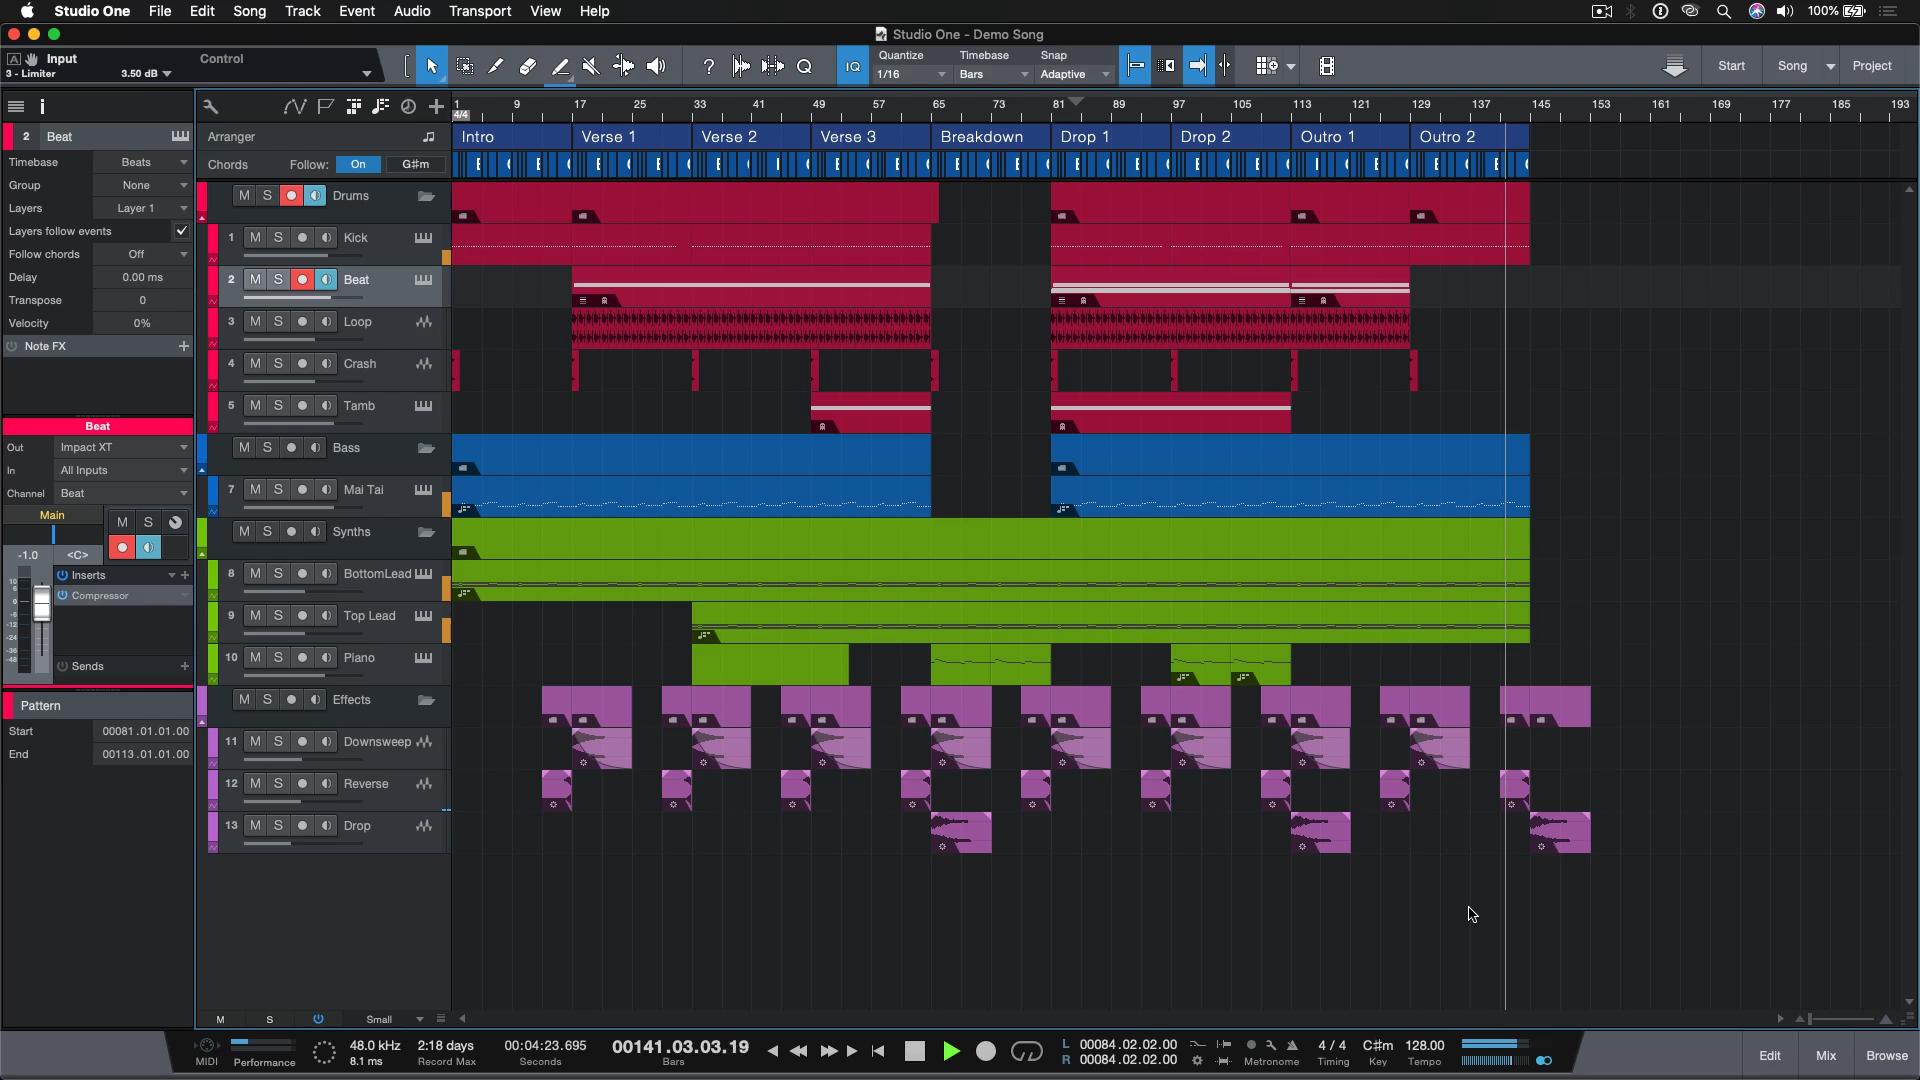 Studio One File Edit Song Track Event Audio Transport View Help
100%
Studio One - Demo Song
Input Control
3 - Limiter 3.50 dB
Quantize Timebase Snap
IQ 1/16 Bars Adaptive
Start Song Project
1 9 17 25 33 41 49 57 65 73 81 89 97 105 113 121 129 137 145 153 161 169 177 185 193
4/4
2 Beat
Arranger
Intro Verse 1 Verse 2 Verse 3 Breakdown Drop 1 Drop 2 Outro 1 Outro 2
Chords Follow: On G#m
Timebase Beats
Group None
Layers Layer 1
Layers follow events
Follow chords Off
Delay 0.00 ms
Transpose 0
Velocity 0%
Note FX
M S Drums
1 M S Kick
2 M S Beat
3 M S Loop
4 M S Crash
5 M S Tamb
M S Bass
7 M S Mai Tai
M S Synths
8 M S BottomLead
9 M S Top Lead
10 M S Piano
M S Effects
11 M S Downsweep
12 M S Reverse
13 M S Drop
Beat
Out Impact XT
In All Inputs
Channel Beat
Main M S
-1.0 <C>
Inserts
Compressor
Sends
Pattern
Start 00081.01.01.00
End 00113.01.01.00
M S Small
MIDI Performance
48.0 kHz
8.1 ms
2:18 days
Record Max
00:04:23.695
Seconds
00141.03.03.19
Bars
L 00084.02.02.00
R 00084.02.02.00
Metronome
4 / 4
Timing
C#m
Key
128.00
Tempo
Edit Mix Browse